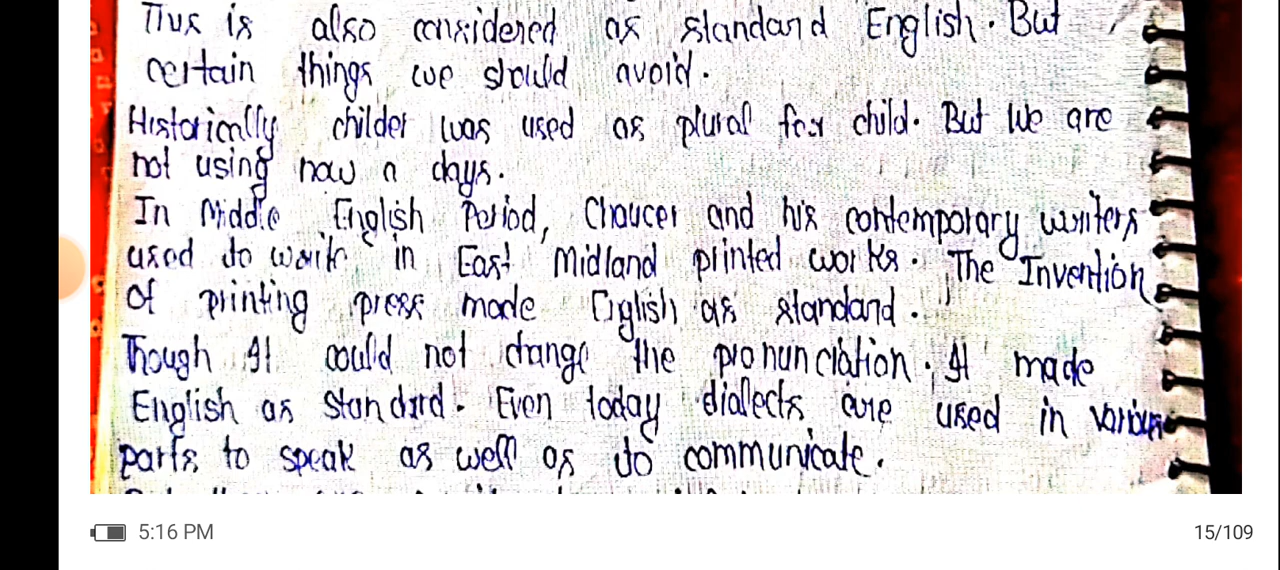 This is also considered as standard English. But
certain things we should avoid.
Historically childer was used as plural for child. But we are
not using now a days.
In Middle English Period, Chaucer and his contemporary writers
used to write in East Midland printed works. The Invention
of printing press made English as standard.
Though It could not change the pronunciation. It made
English as standard. Even today dialects are used in various
parts to speak as well as to communicate.
5:16 PM
15/109